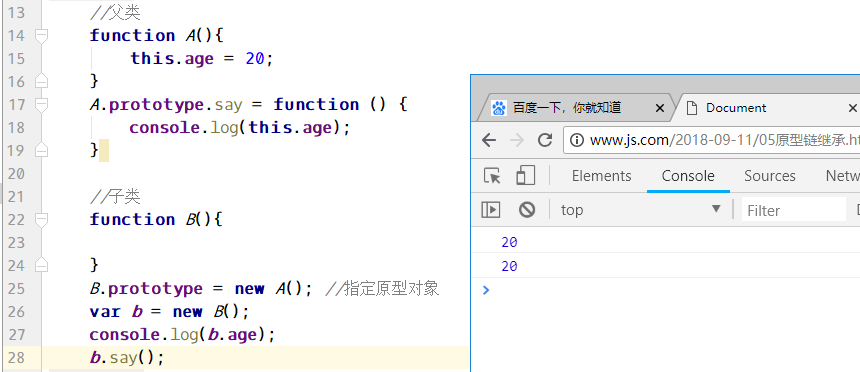 13 //父类
14 function A(){
15 this.age = 20;
16 }
17 A.prototype.say = function () {
18 console.log(this.age);
19 }
20
21 //子类
22 function B(){
23
24 }
25 B.prototype = new A(); //指定原型对象
26 var b = new B();
27 console.log(b.age);
28 b.say();
百度一下，你就知道 × Document ×
www.js.com/2018-09-11/05原型链继承.ht
Elements Console Sources Netw
top ▼ Filter
20
20
>